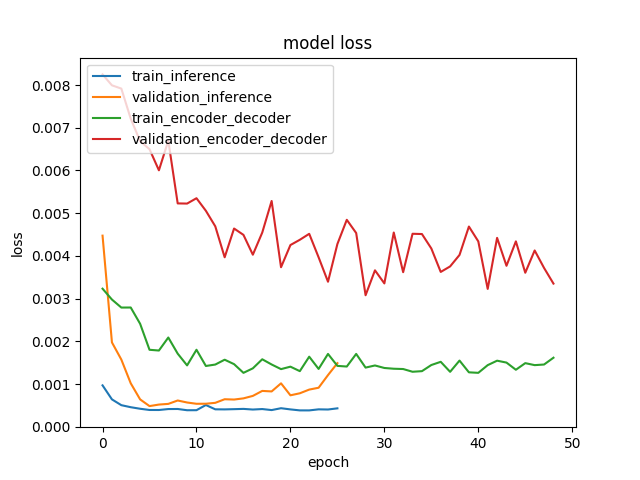 model loss
train_inference
validation_inference
train_encoder_decoder
validation_encoder_decoder
loss
0.008
0.007
0.006
0.005
0.004
0.003
0.002
0.001
0.000
0 10 20 30 40 50
epoch